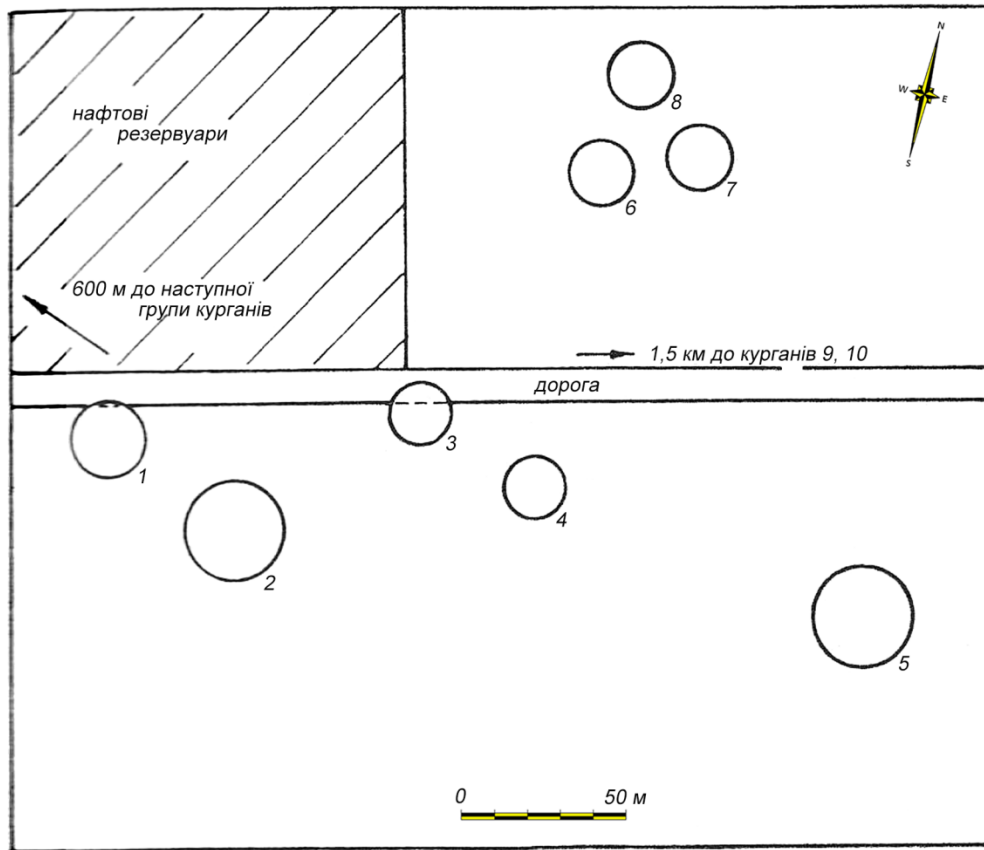 N
8
W
E
нафтові
резервуари
S
7
6
600 м до наступної
групи курганів
1,5 км до курганів 9, 10
дорога
3
1
4
2
5
0
50 м